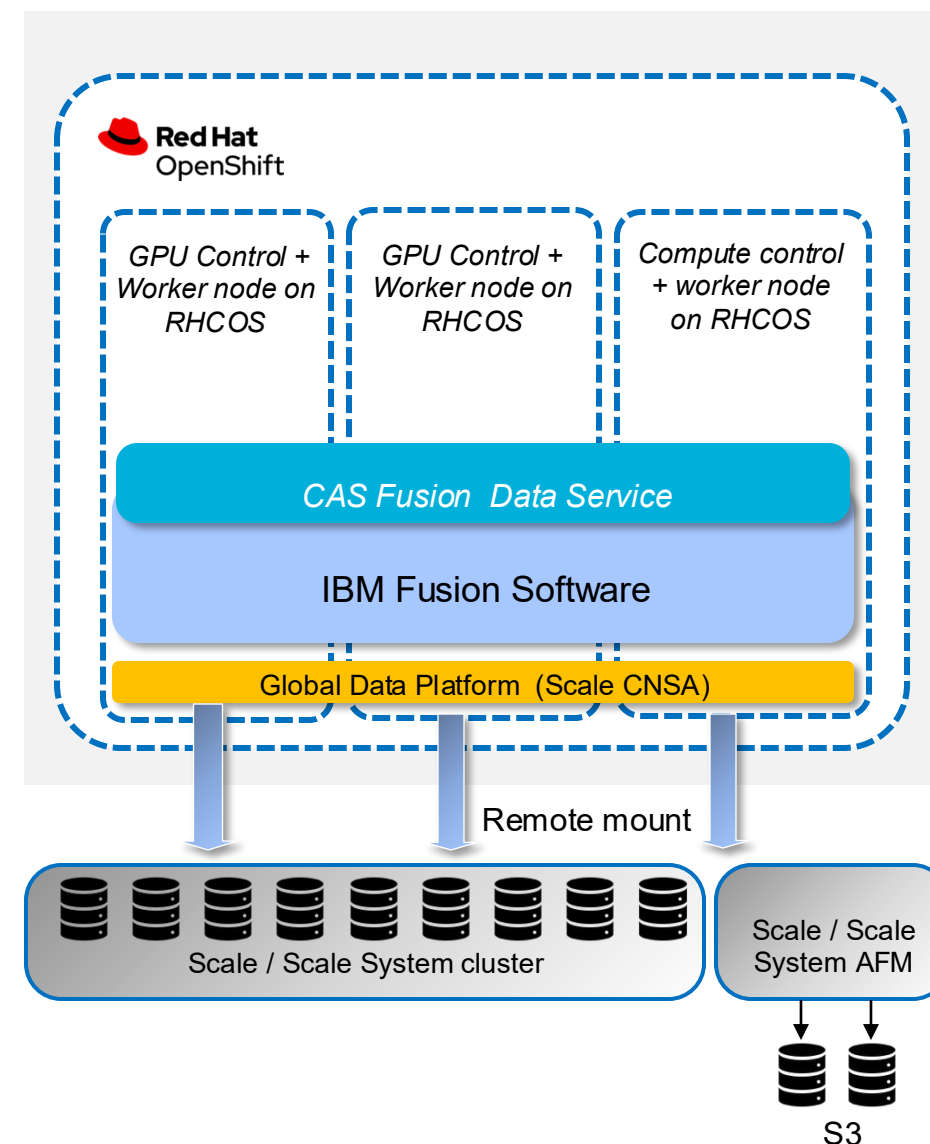 Red Hat
OpenShift
GPU Control +
Worker node on
RHCOS
GPU Control +
Worker node on
RHCOS
Compute control
+ worker node
on RHCOS
CAS Fusion Data Service
IBM Fusion Software
Global Data Platform (Scale CNSA)
Remote mount
Scale / Scale System cluster
Scale / Scale
System AFM
S3